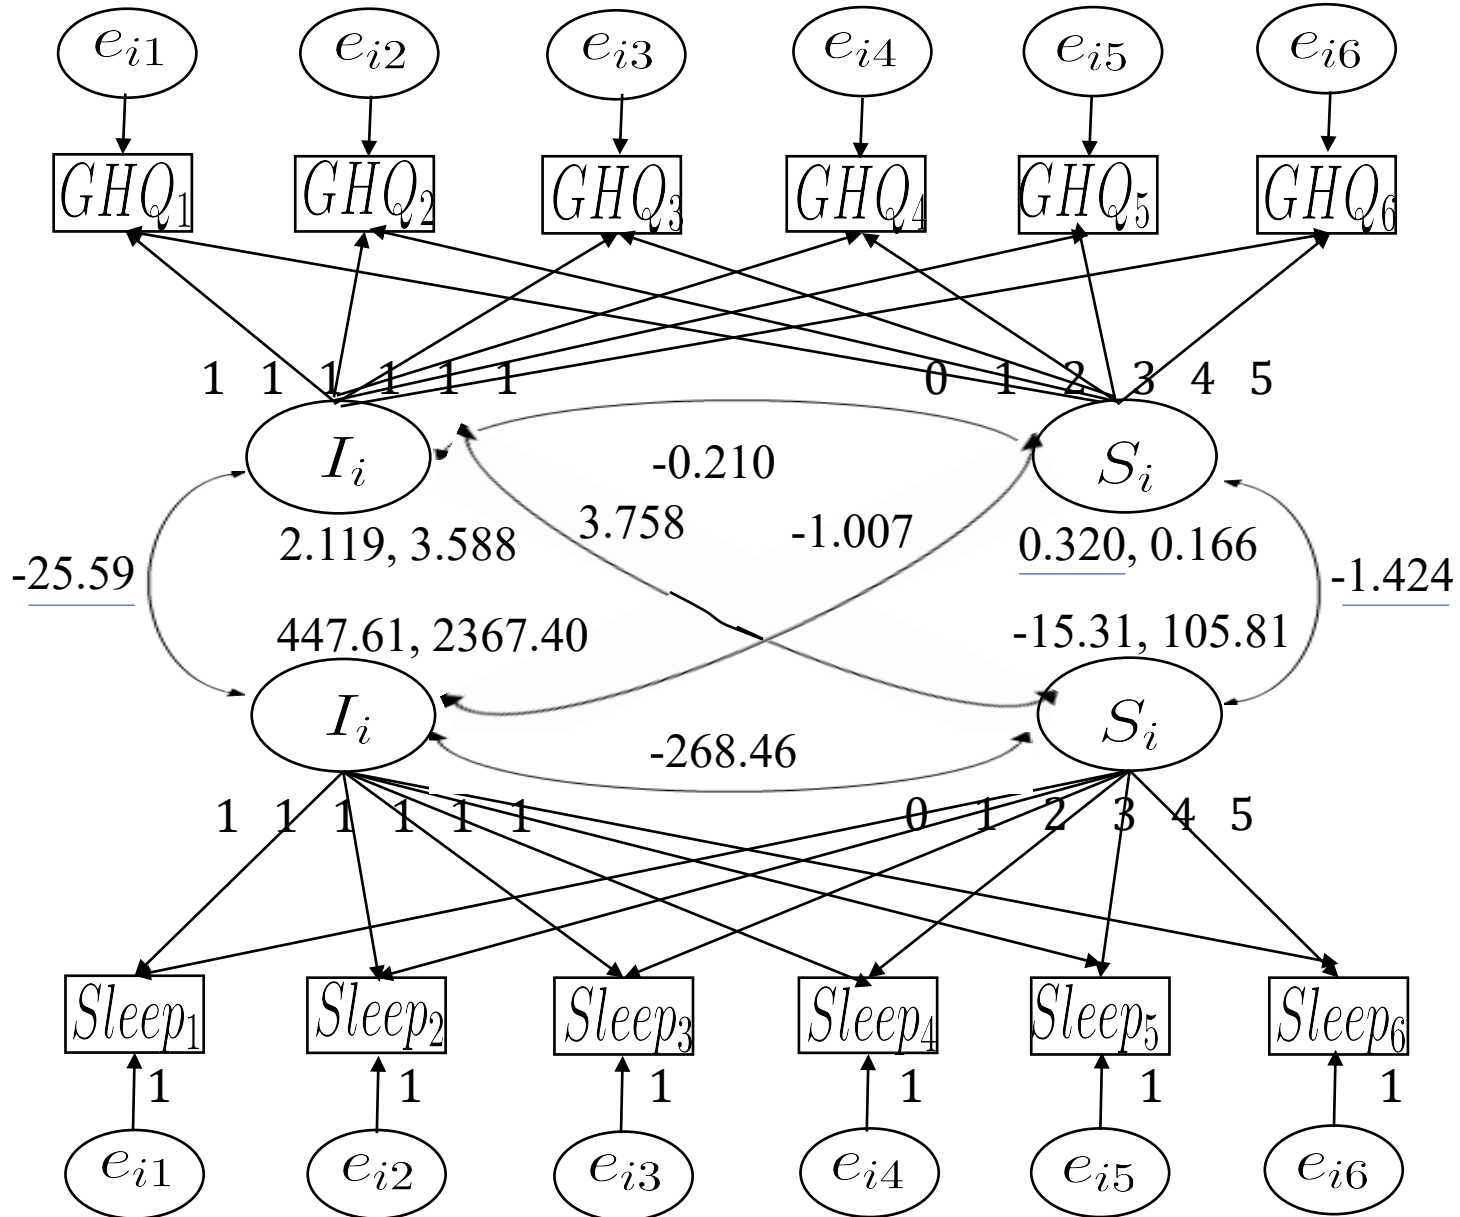 e_{i1} e_{i2} e_{i3} e_{i4} e_{i5} e_{i6}
GHQ_1 GHQ_2 GHQ_3 GHQ_4 GHQ_5 GHQ_6
1 1 1 1 1 1 0 1 2 3 4 5
I_i -0.210 S_i
3.758 -1.007
2.119, 3.588 0.320, 0.166
-25.59 -1.424
447.61, 2367.40 -15.31, 105.81
I_i S_i
-268.46
1 1 1 1 1 1 0 1 2 3 4 5
Sleep_1 Sleep_2 Sleep_3 Sleep_4 Sleep_5 Sleep_6
1 1 1 1 1 1
e_{i1} e_{i2} e_{i3} e_{i4} e_{i5} e_{i6}